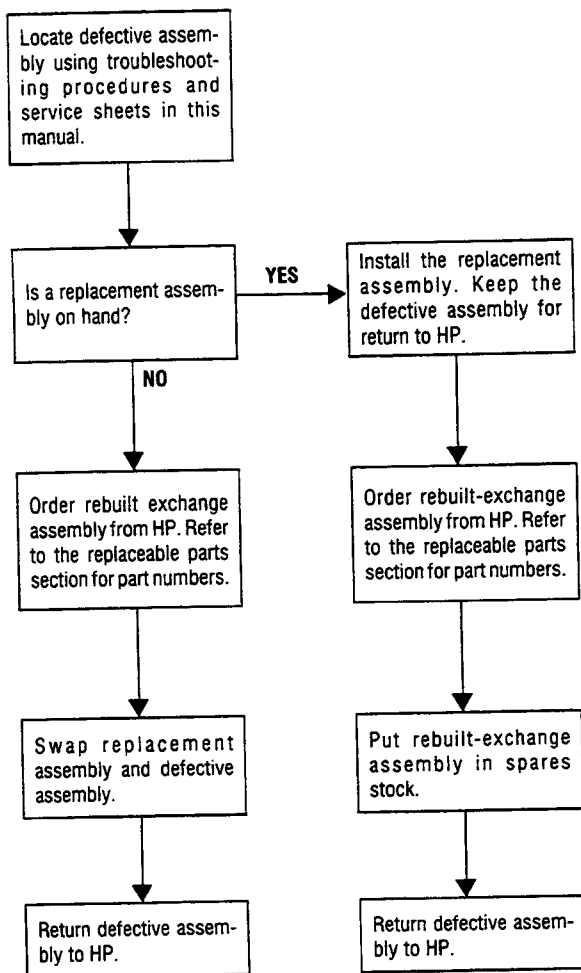 Locate defective assem-
bly using troubleshoot-
ing procedures and
service sheets in this
manual.
Is a replacement assem-
bly on hand?
YES
Install the replacement
assembly. Keep the
defective assembly for
return to HP.
NO
Order rebuilt exchange
assembly from HP. Refer
to the replaceable parts
section for part numbers.
Order rebuilt-exchange
assembly from HP. Refer
to the replaceable parts
section for part numbers.
Swap replacement
assembly and defective
assembly.
Put rebuilt-exchange
assembly in spares
stock.
Return defective assem-
bly to HP.
Return defective assem-
bly to HP.